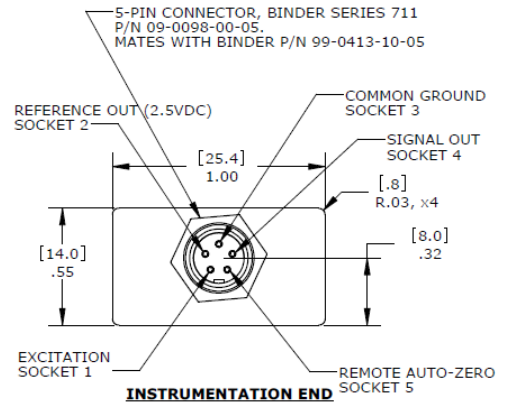 5-PIN CONNECTOR, BINDER SERIES 711
P/N 09-0098-00-05.
MATES WITH BINDER P/N 99-0413-10-05
REFERENCE OUT (2.5VDC)
SOCKET 2
COMMON GROUND
SOCKET 3
SIGNAL OUT
SOCKET 4
[25.4]
1.00
[.8]
R.03, x4
[14.0]
.55
[8.0]
.32
EXCITATION
SOCKET 1
REMOTE AUTO-ZERO
SOCKET 5
INSTRUMENTATION END